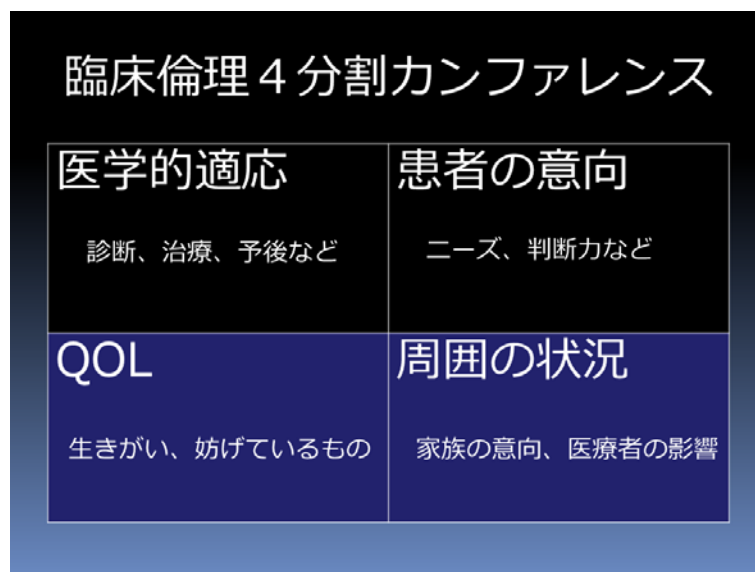 臨床倫理４分割カンファレンス
医学的適応
診断、治療、予後など
患者の意向
ニーズ、判断力など
QOL
生きがい、妨げているもの
周囲の状況
家族の意向、医療者の影響